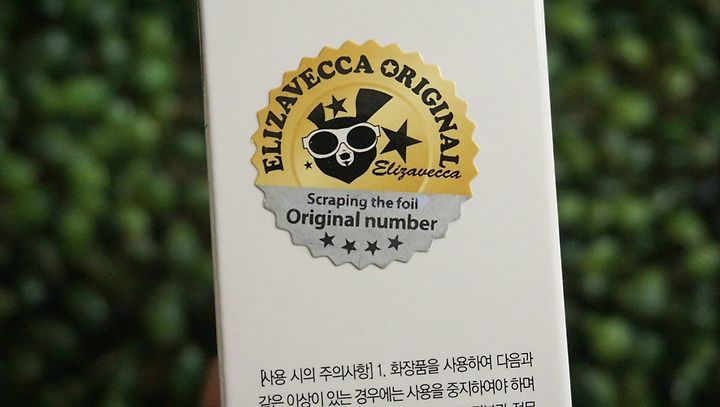 ELIZAVECCA ORIGINAL
Elizavecca
Scraping the foil
Original number
[사용 시의 주의사항] 1. 화장품을 사용하여 다음과
같은 이상이 있는 경우에는 사용을 중지하여야 하며